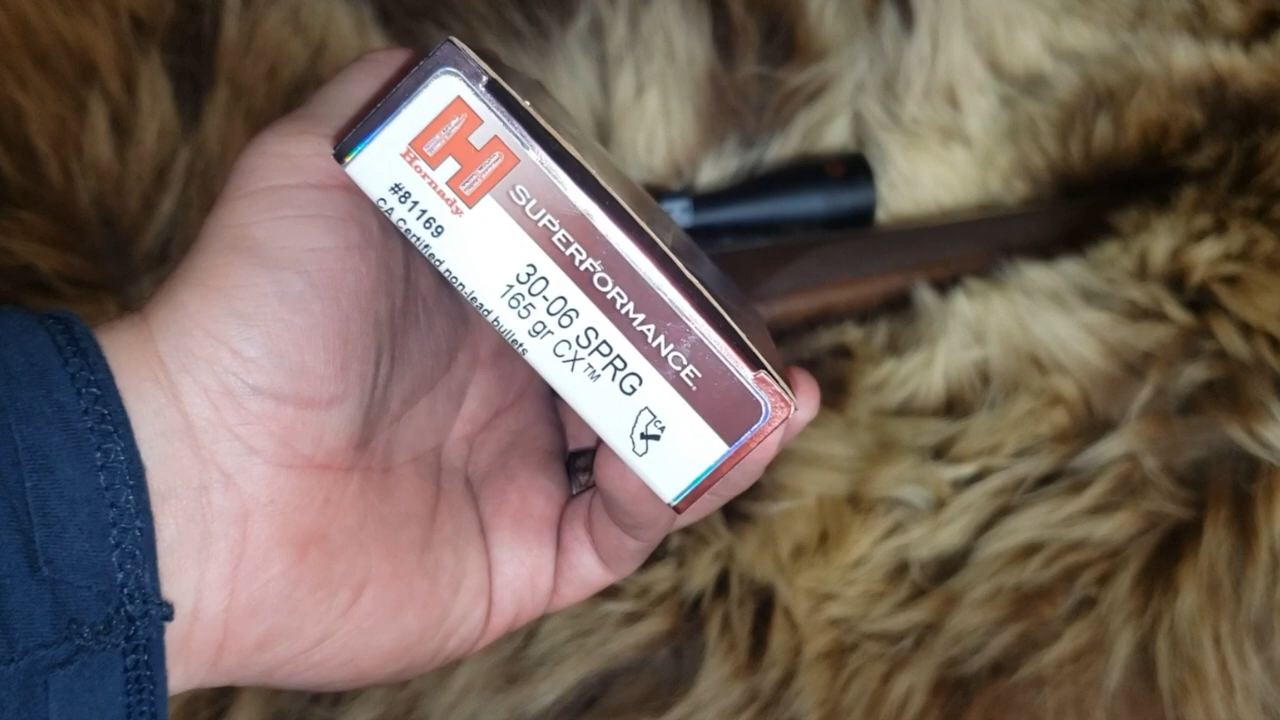 Hornady
#81169
CA Certified non-lead bullets
SUPERFORMANCE
30-06 SPRG
165 gr CX™
CA